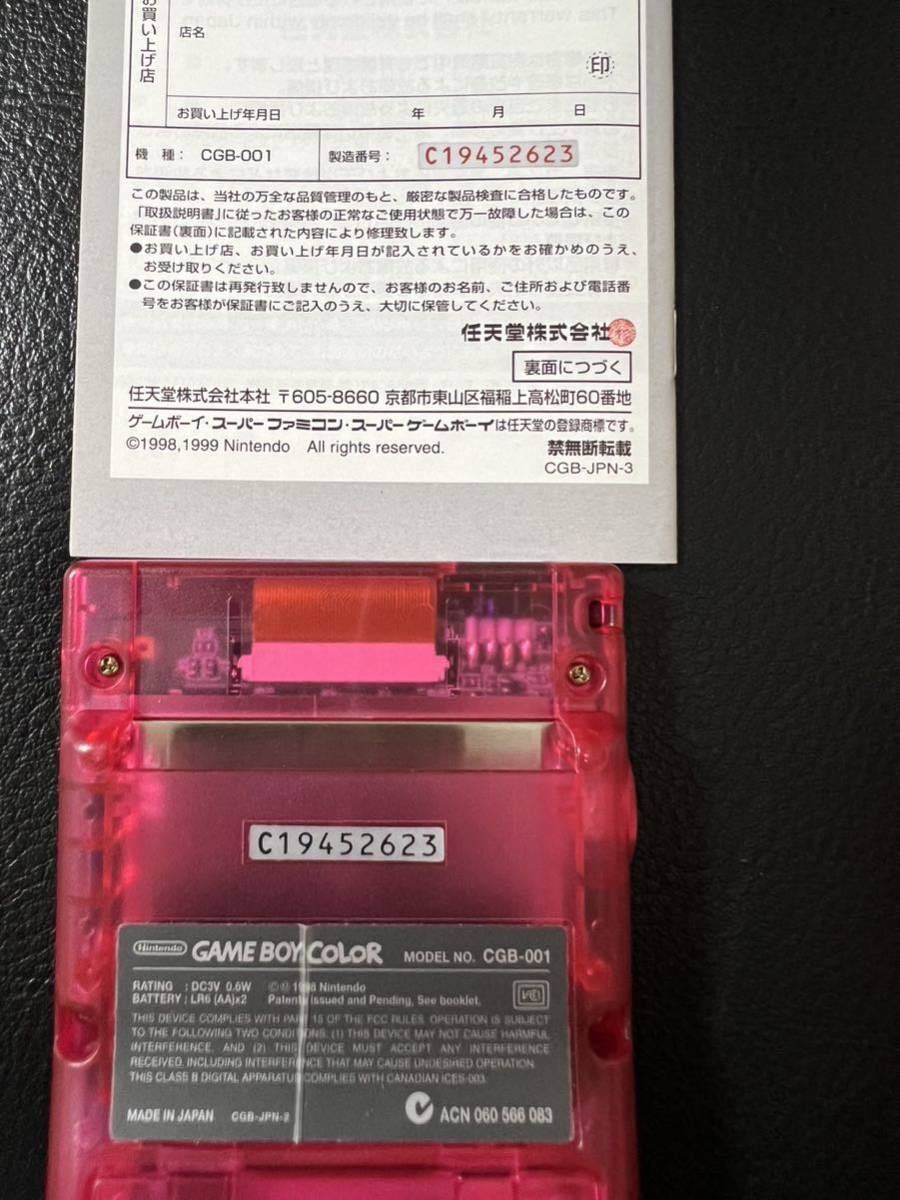 お買い上げ店
店名
印
お買い上げ年月日 年 月 日
機種: CGB-001 製造番号: C19452623
この製品は、当社の万全な品質管理のもと、厳密な製品検査に合格したものです。
「取扱説明書」に従ったお客様の正常なご使用状態で万一故障した場合は、この
保証書(裏面)に記載された内容により修理致します。
●お買い上げ店、お買い上げ年月日が記入されているかをお確かめのうえ、
お受け取りください。
●この保証書は再発行致しませんので、お客様のお名前、ご住所および電話番
号をお客様が保証書にご記入のうえ、大切に保管してください。
任天堂株式会社
裏面につづく
任天堂株式会社本社 〒605-8660 京都市東山区福稲上高松町60番地
ゲームボーイ・スーパーファミコン・スーパーゲームボーイは任天堂の登録商標です。
©1998,1999 Nintendo All rights reserved. 禁無断転載
CGB-JPN-3
C19452623
Nintendo GAME BOY COLOR MODEL NO. CGB-001
RATING : DC3V 0.6W ©Ⓜ 1998 Nintendo
BATTERY : LR6 (AA)x2 Patents Issued and Pending, See booklet.
THIS DEVICE COMPLIES WITH PART 15 OF THE FCC RULES. OPERATION IS SUBJECT
TO THE FOLLOWING TWO CONDITIONS. (1) THIS DEVICE MAY NOT CAUSE HARMFUL
INTERFERENCE, AND (2) THIS DEVICE MUST ACCEPT ANY INTERFERENCE
RECEIVED, INCLUDING INTERFERENCE THAT MAY CAUSE UNDESIRED OPERATION.
THIS CLASS B DIGITAL APPARATUS COMPLIES WITH CANADIAN ICES-003.
MADE IN JAPAN CGB-JPN-2 ACN 060 566 083